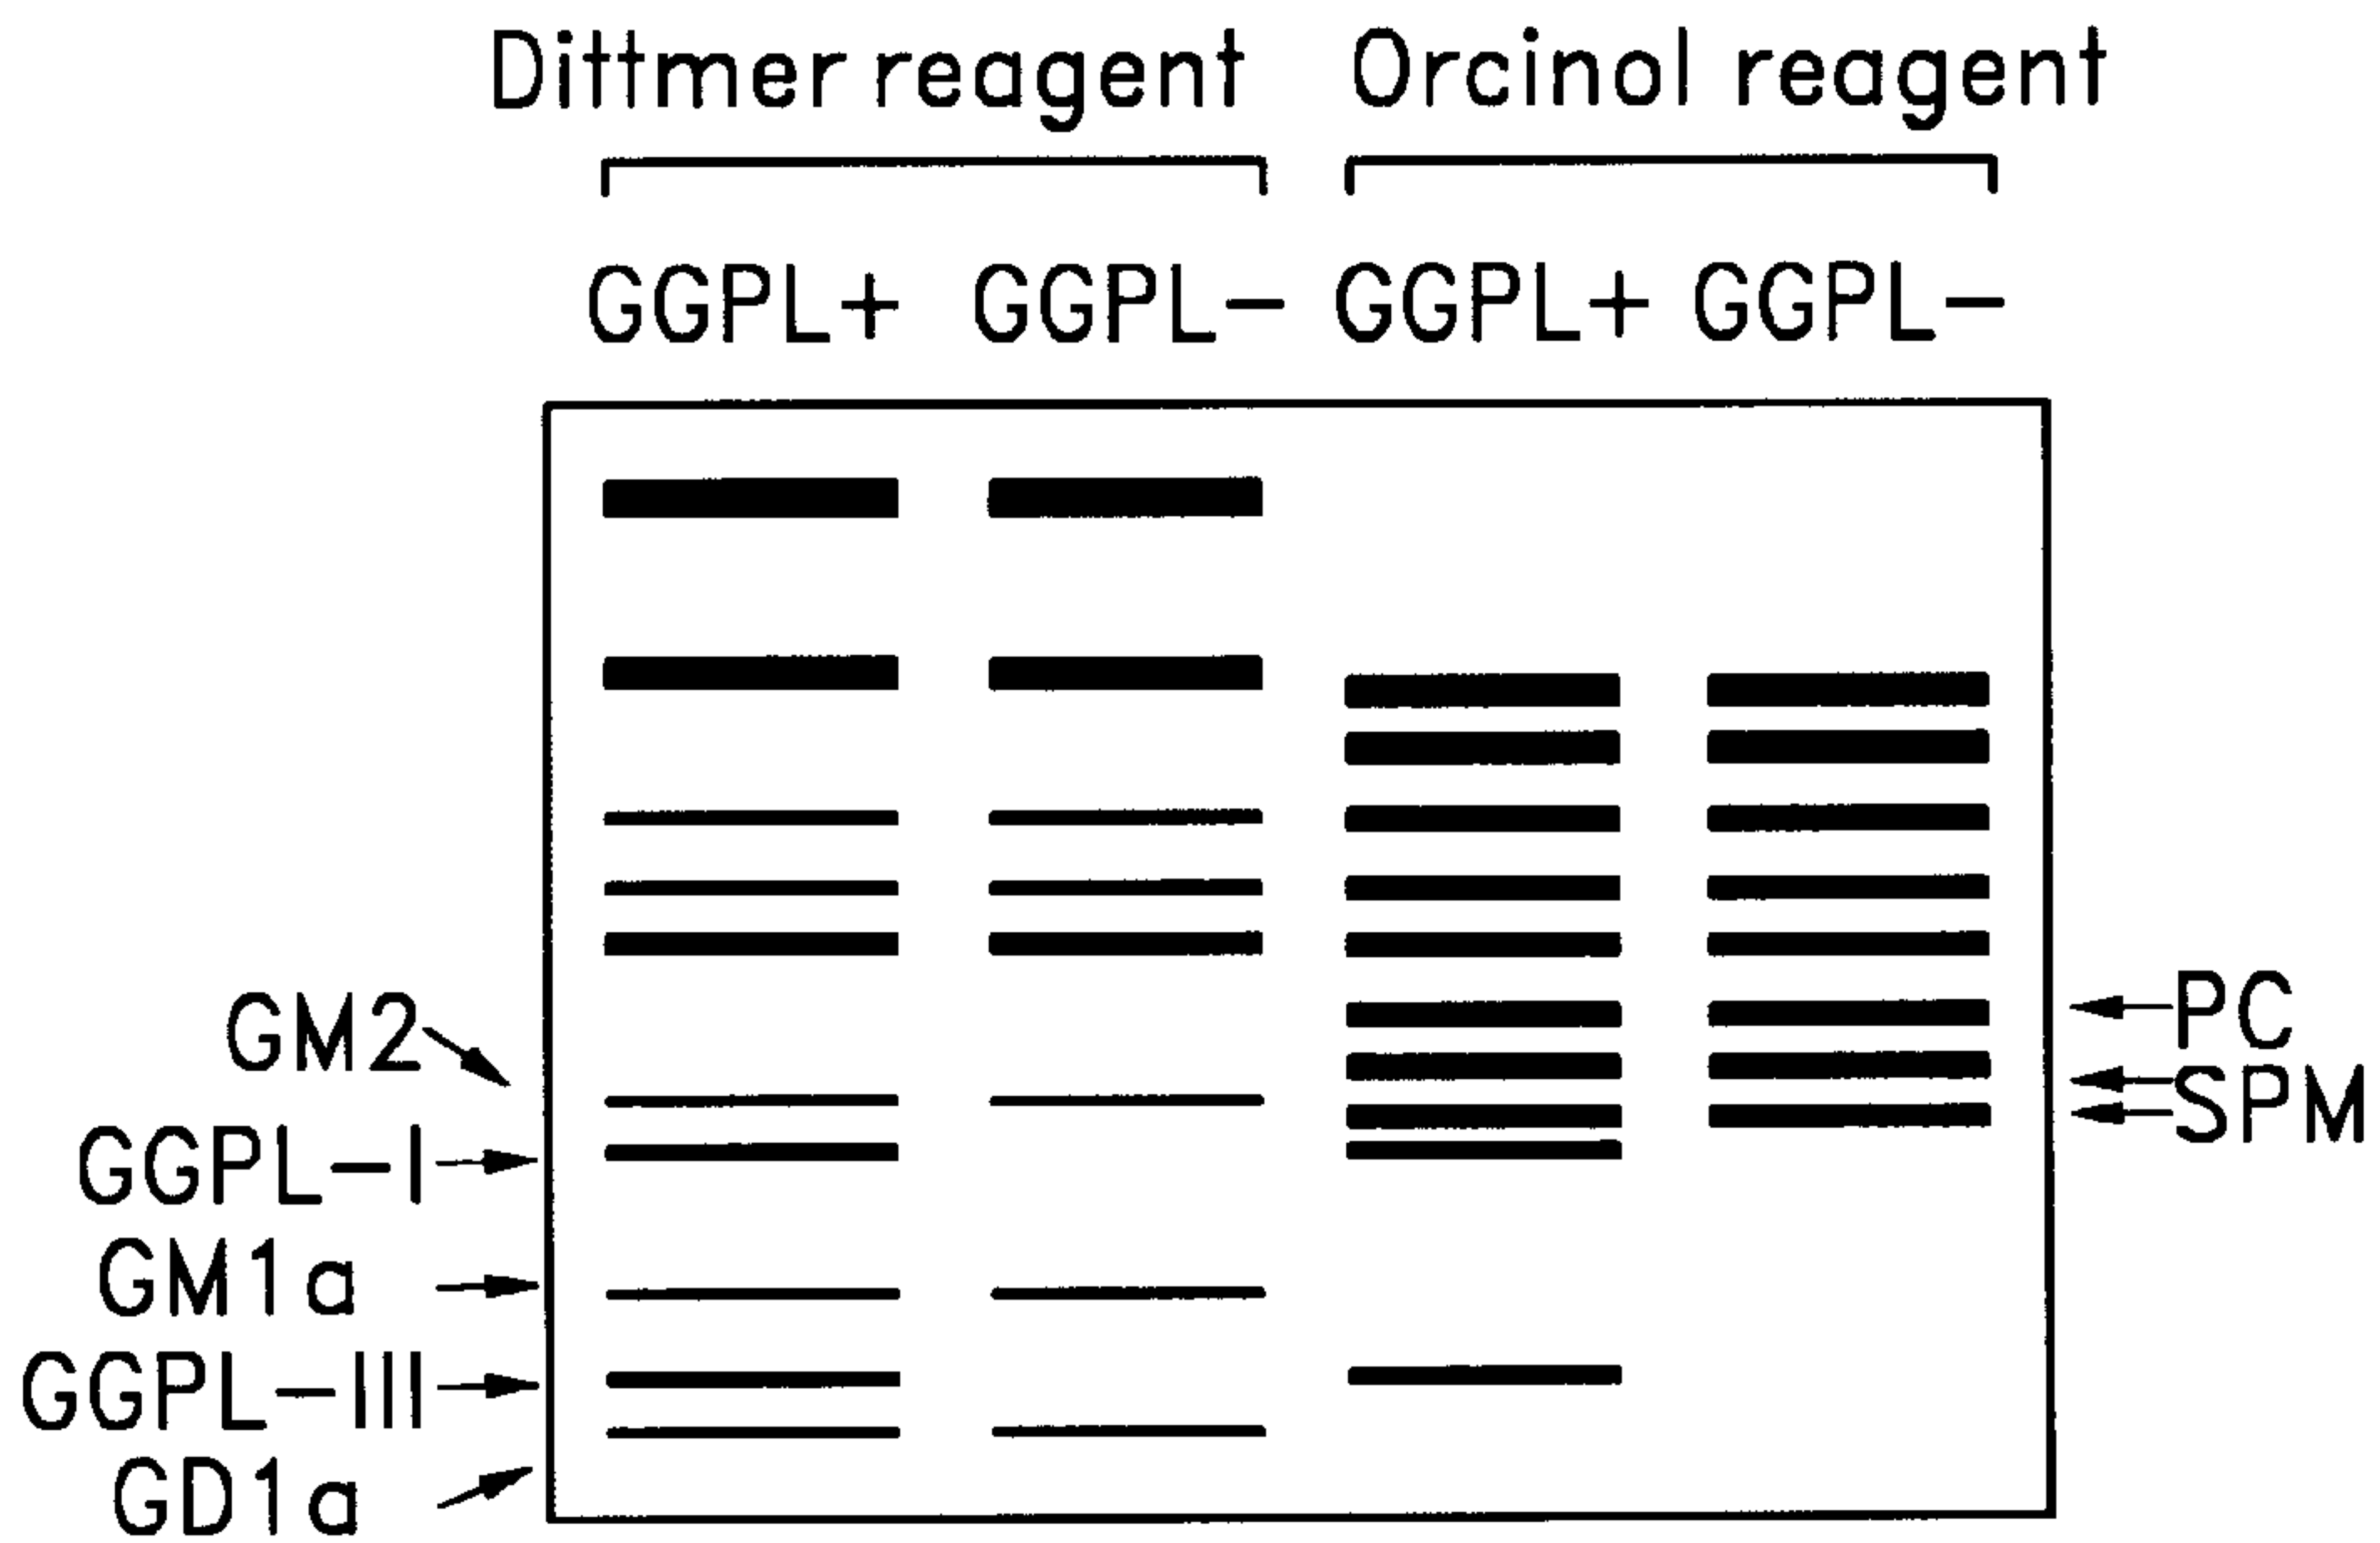 Dittmer reagent Orcinol reagent
GGPL+ GGPL- GGPL+ GGPL-
GM2
PC
SPM
GGPL-I
GM1a
GGPL-III
GD1a